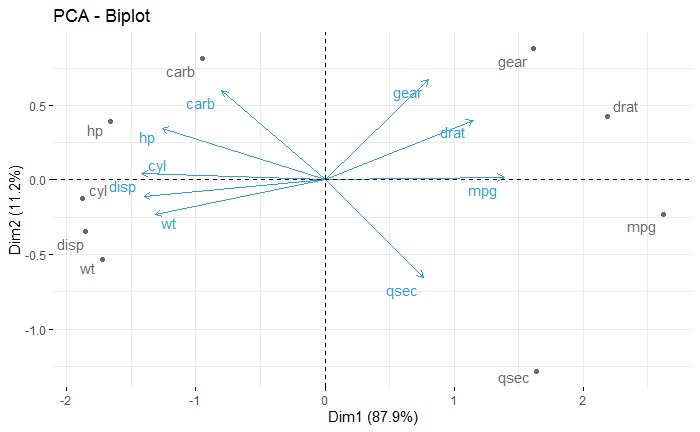 PCA - Biplot
gear
carb
gear
drat
carb
hp
hp
drat
cyl
cyl
disp
mpg
wt
mpg
disp
wt
qsec
qsec
0.5
0.0
-0.5
-1.0
-2
-1
0
1
2
Dim2 (11.2%)
Dim1 (87.9%)